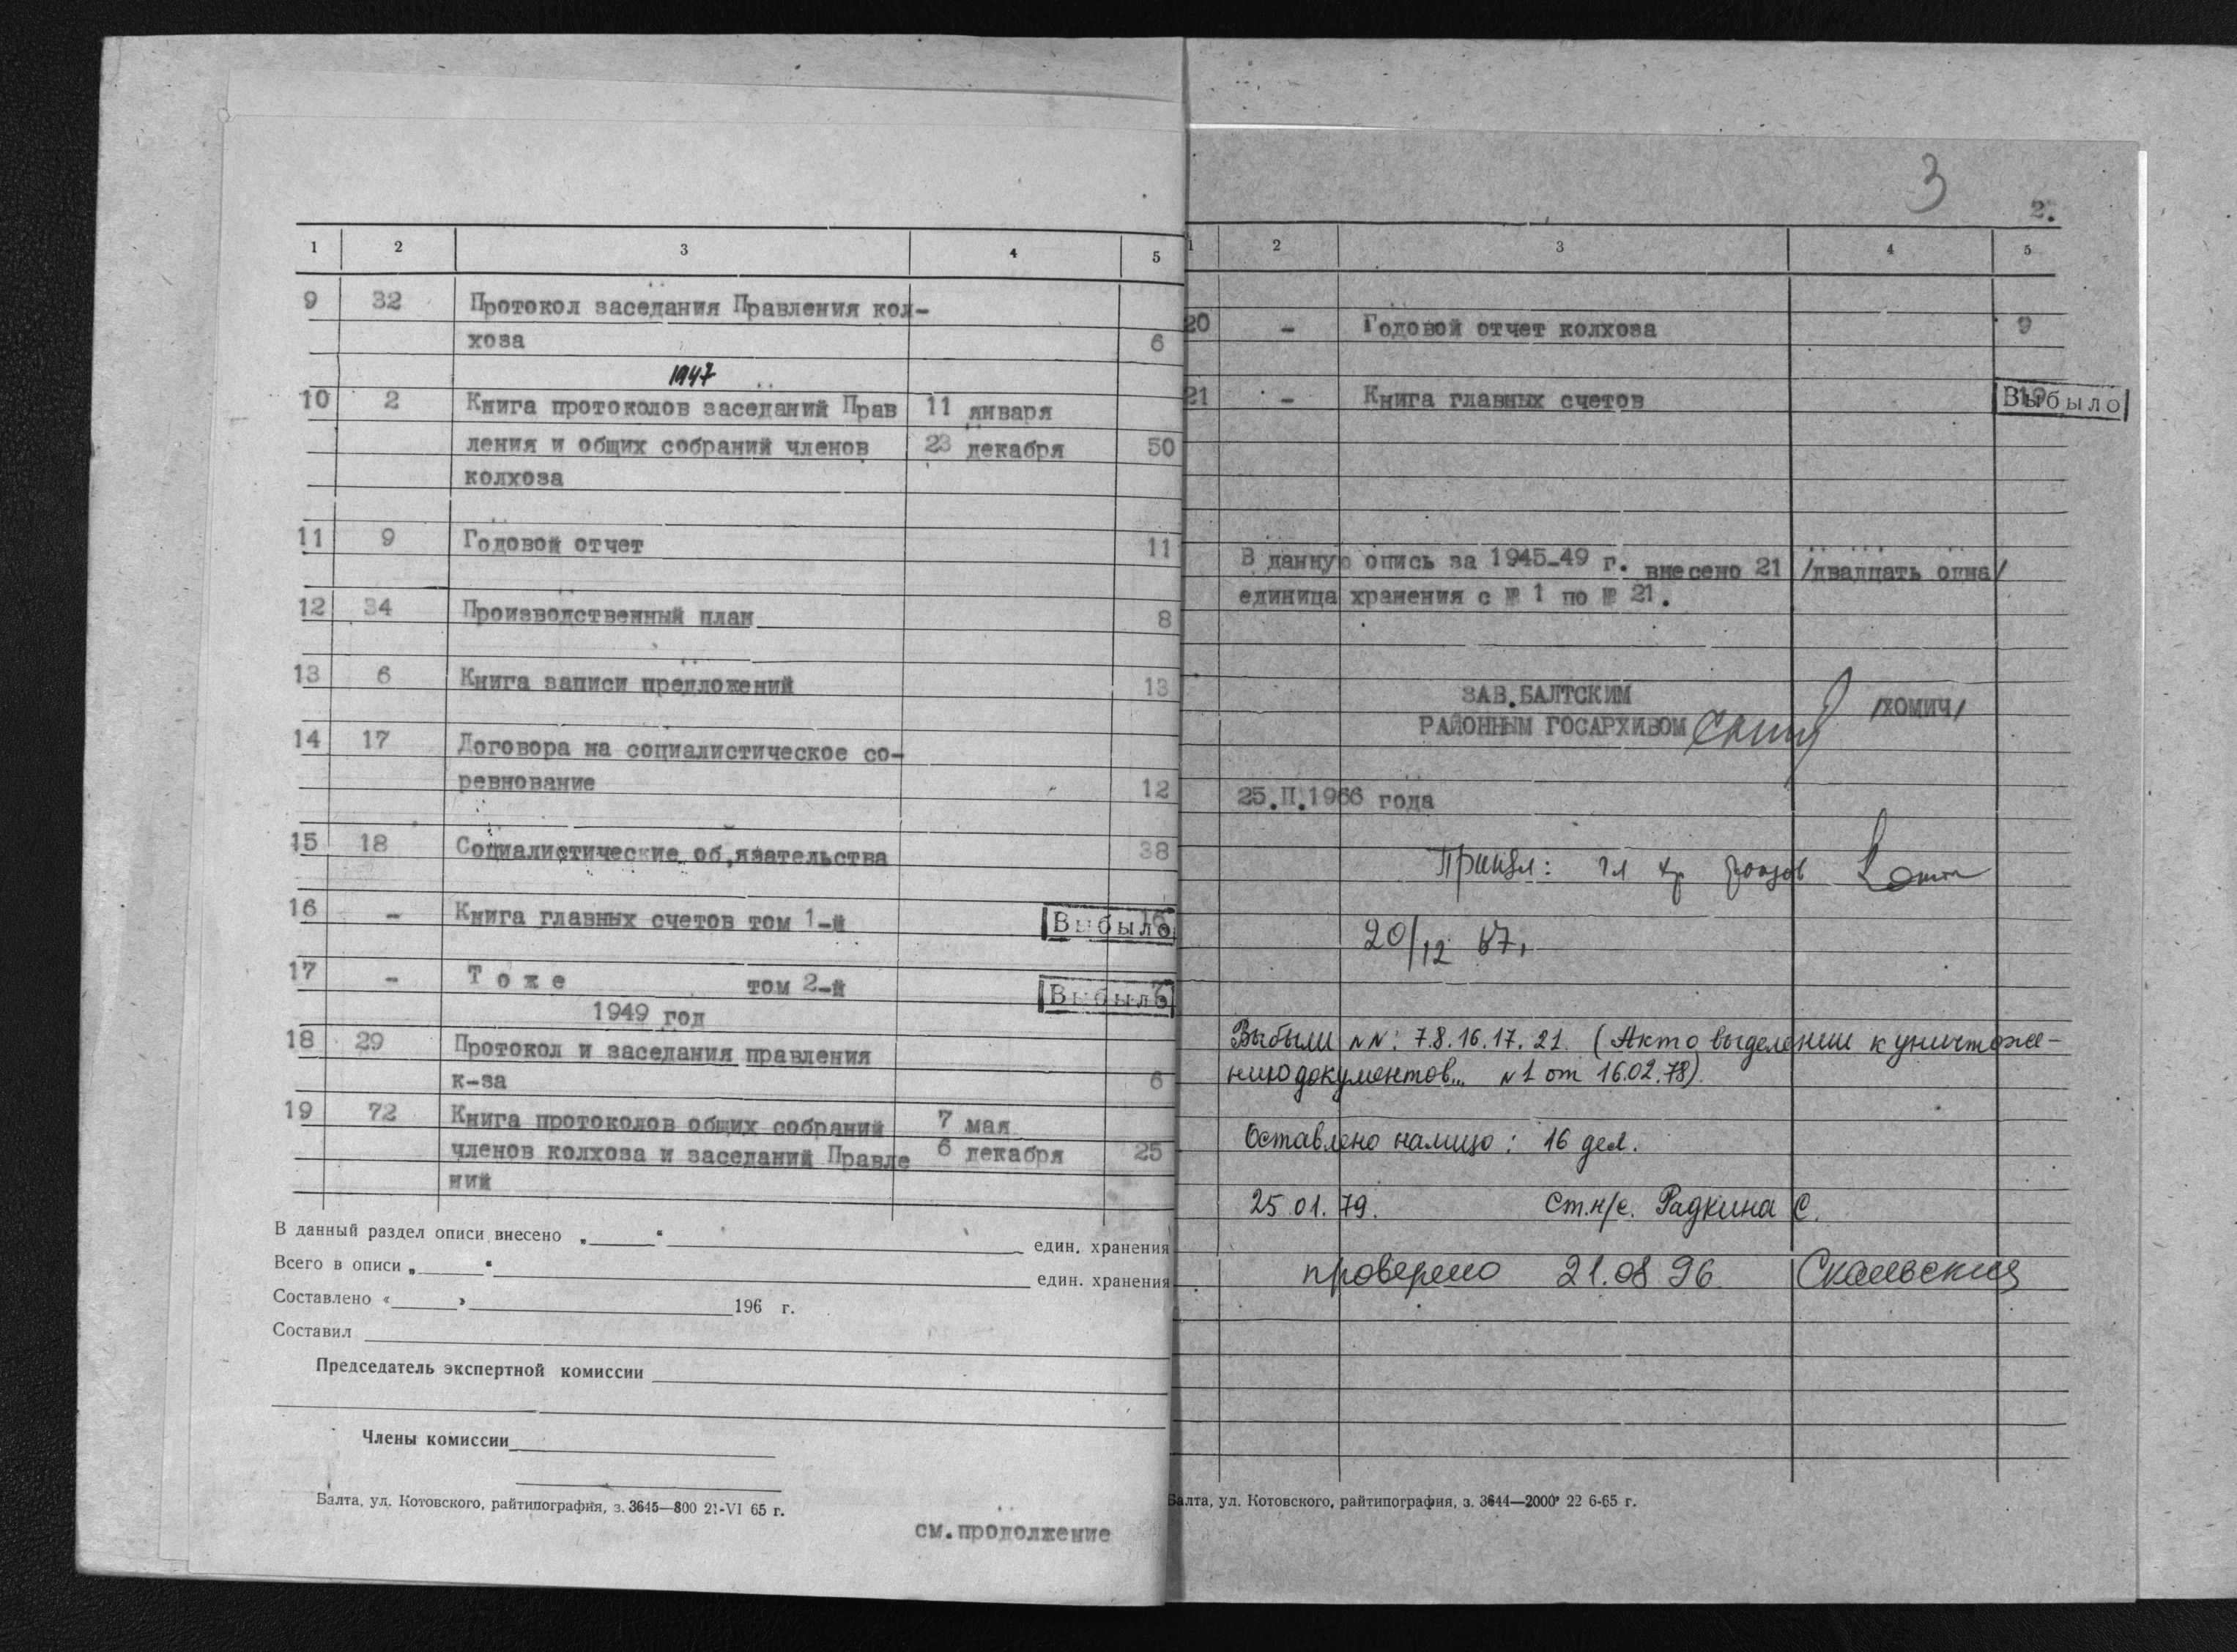 1 2 3 4 5
9 32 Протокол заседания Правления кол-
хоза 6
1947
10 2 Книга протоколов заседаний Прав 11 января
ления и общих собраний членов 23 декабря 50
колхоза
11 9 Годовой отчет 11
12 34 Производственный план 8
13 6 Книга записи предложений 13
14 17 Договора на социалистическое со-
ревнование 12
15 18 Социалистические об,язательства 38
16 - Книга главных счетов том 1-й Выбыло
17 - Т о ж е том 2-й Выбыло
1949 год
18 29 Протокол и заседания правления
к-за 6
19 72 Книга протоколов общих собраний 7 мая
членов колхоза и заседаний Правле 6 декабря 25
ний
В данный раздел описи внесено „ “ един. хранения
Всего в описи „ “ един. хранения
Составлено « » 196 г.
Составил
Председатель экспертной комиссии
Члены комиссии
Балта, ул. Котовского, райтипография, з. 3645—800 21-VI 65 г.
см.продолжение
3
2.
1 2 3 4 5
20 - Годовой отчет колхоза 9
21 - Книга главных счетов Выбыло
В данную опись за 1945-49 г. внесено 21 /двадцать одна/
единица хранения с № 1 по № 21.
ЗАВ.БАЛТСКИМ
РАЙОННЫМ ГОСАРХИВОМ /ХОМИЧ/
25.II.1966 года
Принял: гл хр фондов
20/12 67,
Выбыли NN: 7.8.16.17.21. (Акт о выделении к уничтоже-
нию документов... N1 от 16.02.78).
Оставлено налицо: 16 дел.
25.01.79. Ст.н/с. Радкина С.
проверено 21.08 96
Балта, ул. Котовского, райтипография, з. 3644—2000 22 6-65 г.